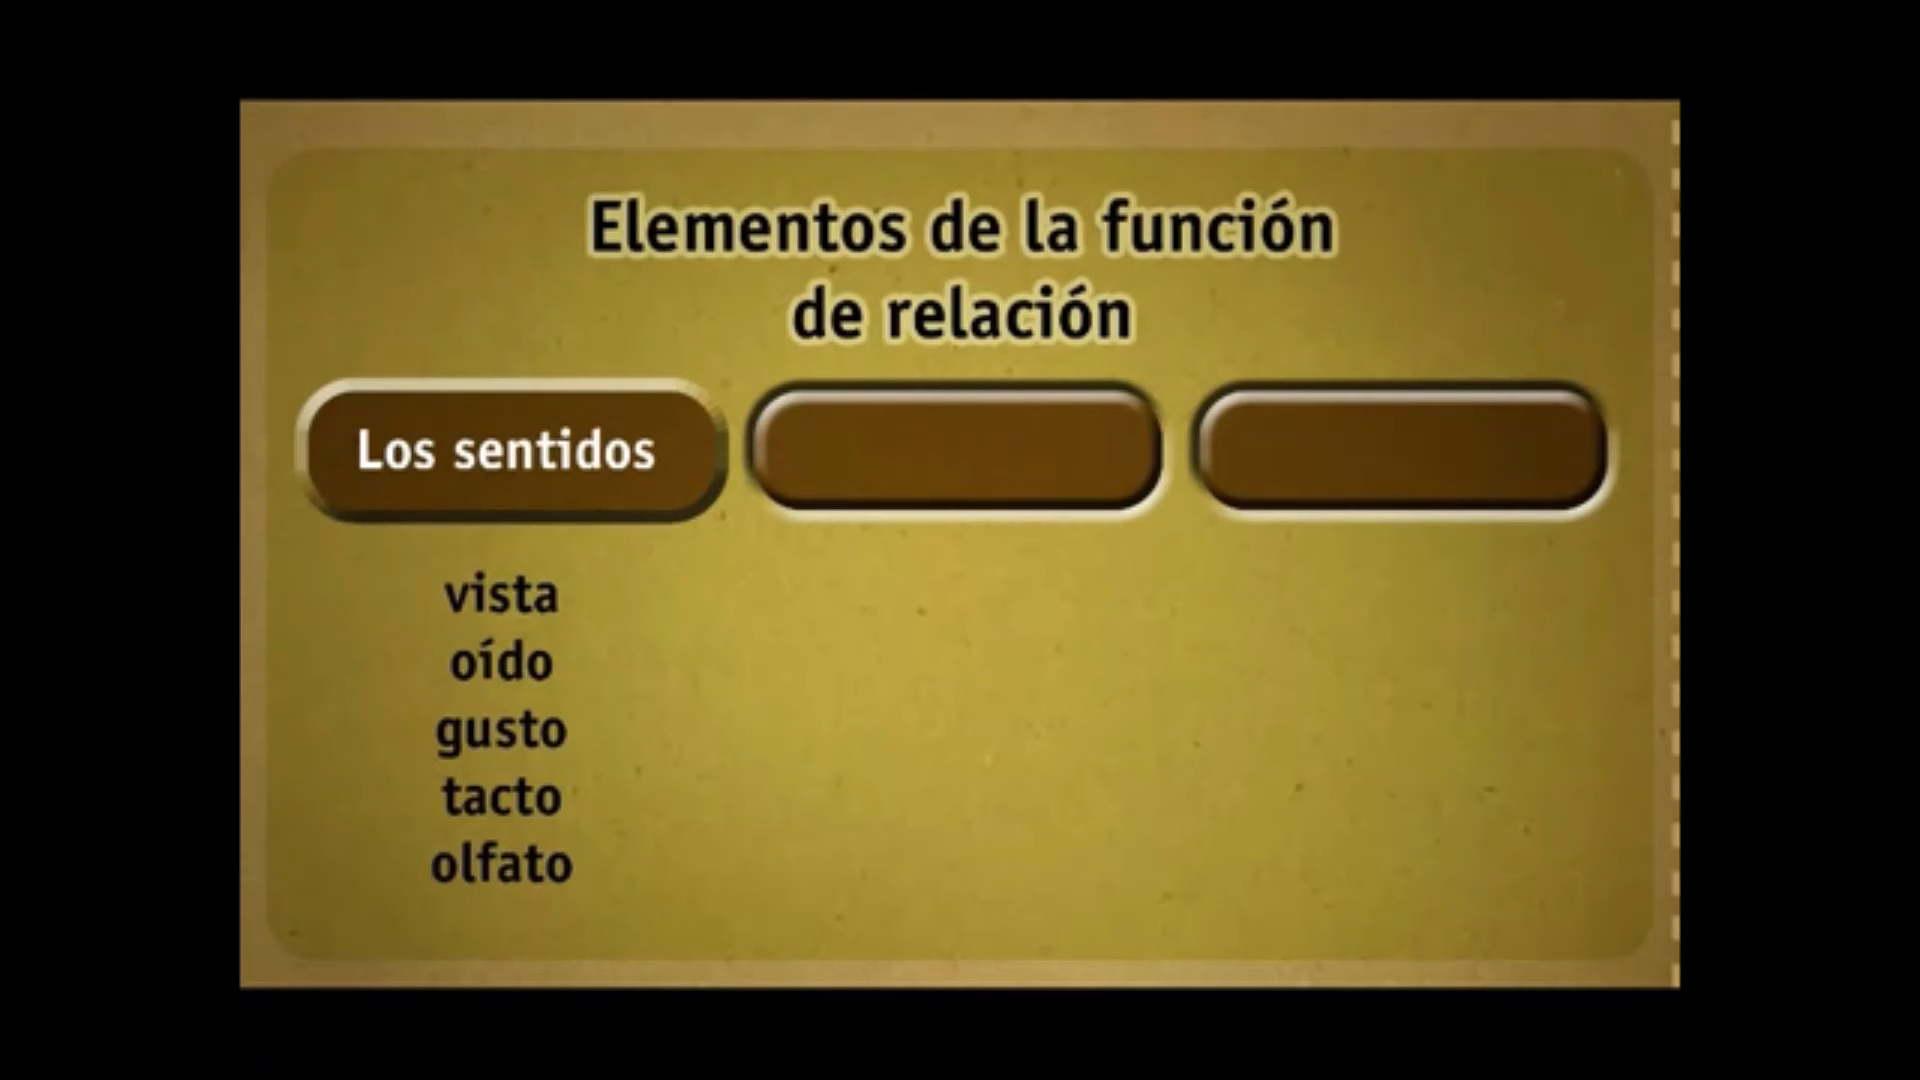 Elementos de la función
de relación
Los sentidos
vista
oído
gusto
tacto
olfato